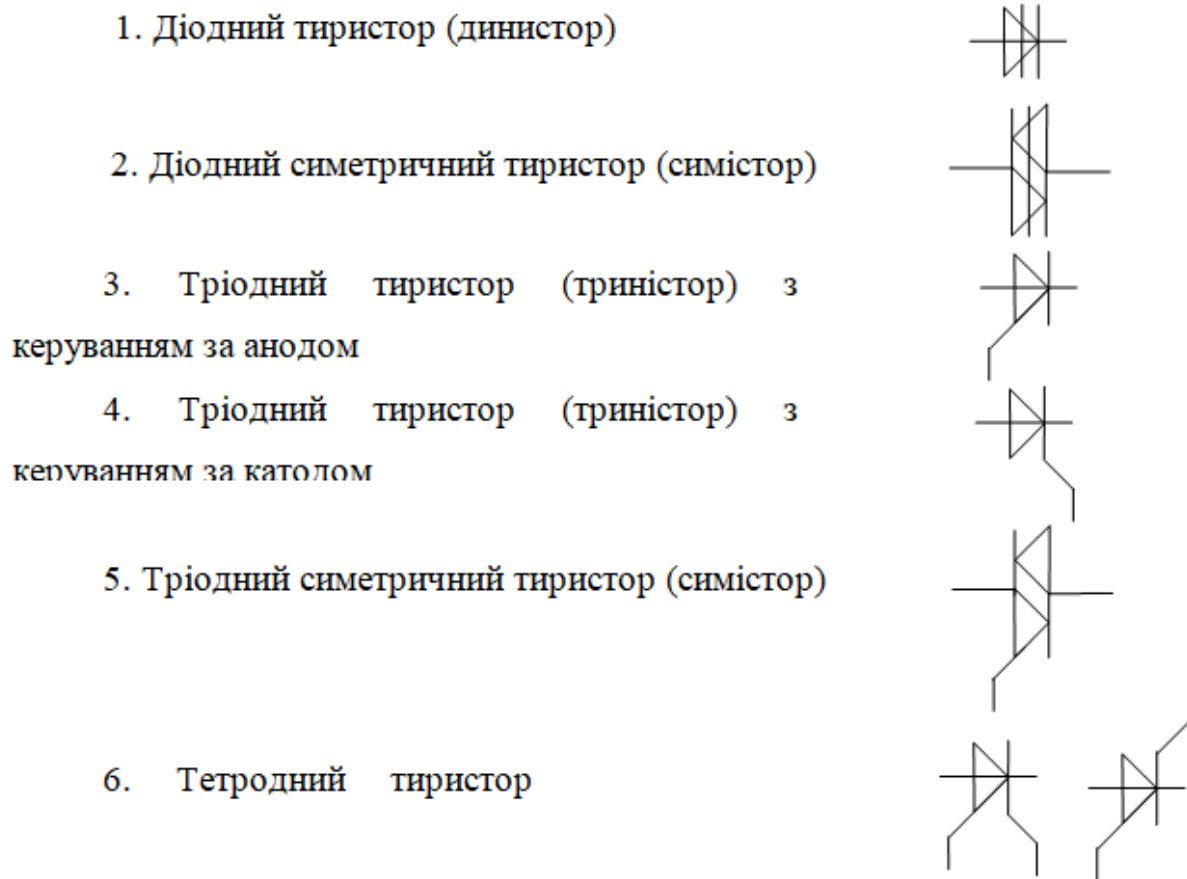 1. Діодний тиристор (динистор)
2. Діодний симетричний тиристор (симістор)
3. Тріодний тиристор (триністор) з
керуванням за анодом
4. Тріодний тиристор (триністор) з
керуванням за катодом
5. Тріодний симетричний тиристор (симістор)
6. Тетродний тиристор